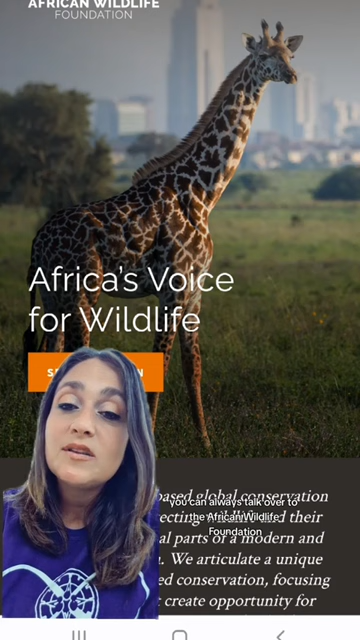 AFRICAN WILDLIFE
FOUNDATION
Africa's Voice
for Wildlife
based global conservation
you can always talk over to
the African Wildlife
Foundation
their
al parts of a modern and
We articulate a unique
ed conservation, focusing
create opportunity for